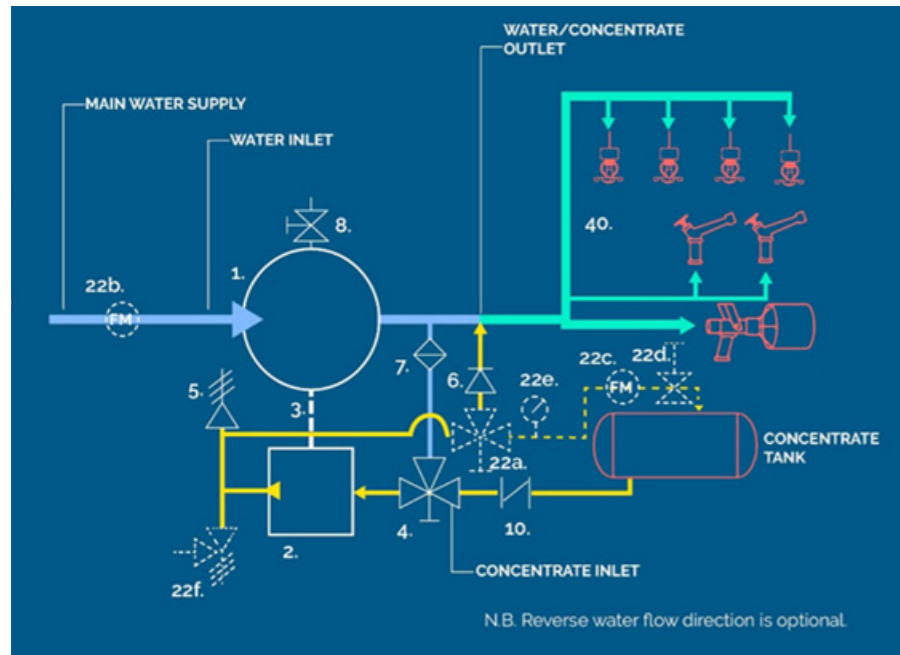 WATER/CONCENTRATE
OUTLET
MAIN WATER SUPPLY
WATER INLET
8.
40.
1.
22b.
FM
7.
6.
22e.
22c.
22d.
FM
5.
3.
22a.
CONCENTRATE
TANK
4.
10.
2.
22f.
CONCENTRATE INLET
N.B. Reverse water flow direction is optional.